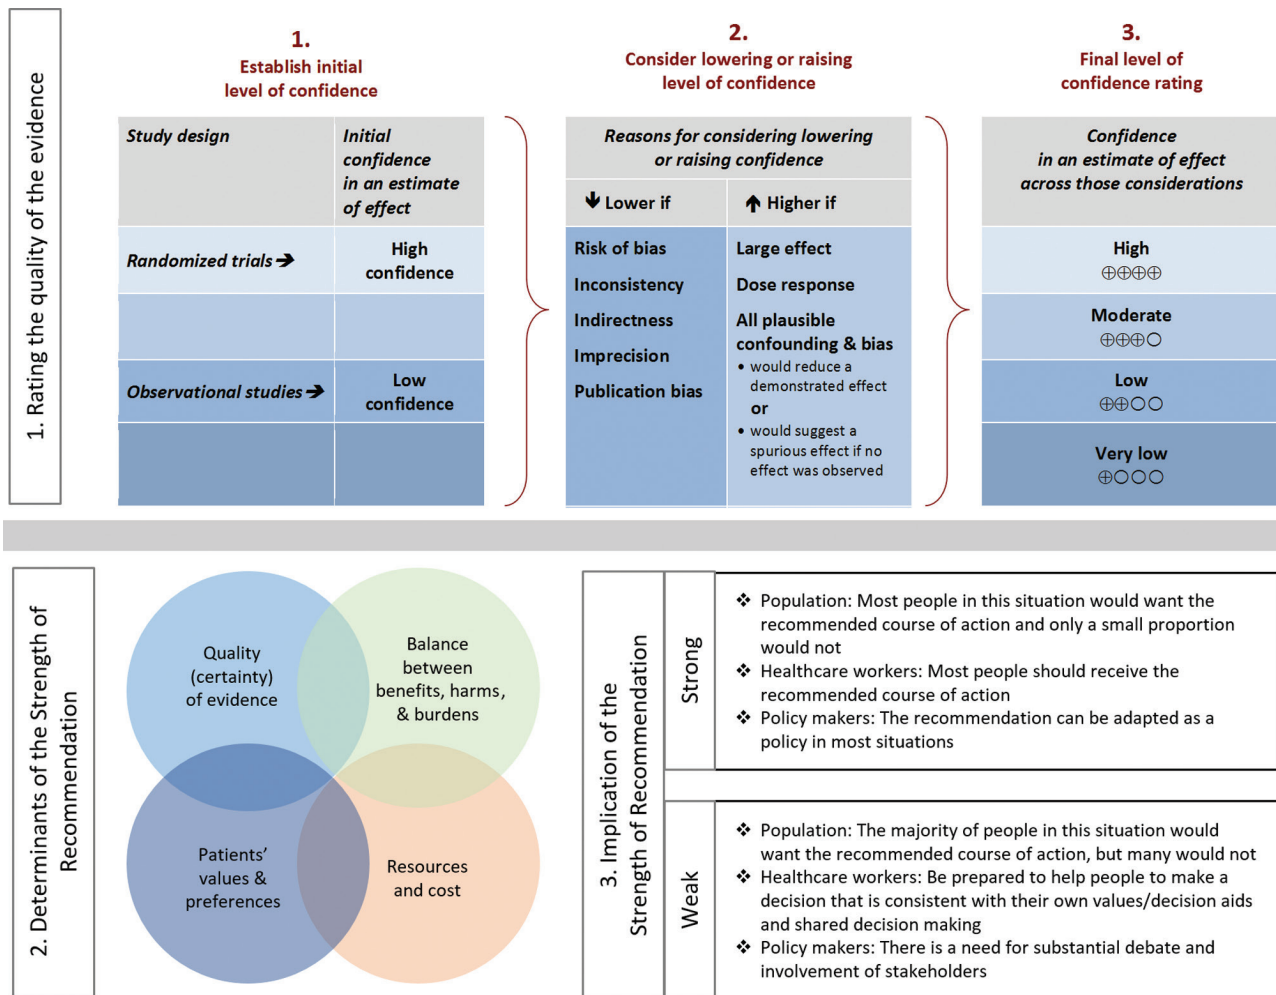 1. Rating the quality of the evidence
1.
Establish initial
level of confidence
2.
Consider lowering or raising
level of confidence
3.
Final level of
confidence rating
Study design
Initial
confidence
in an estimate
of effect
Randomized trials ➔
High
confidence
Observational studies ➔
Low
confidence
Reasons for considering lowering
or raising confidence
🡻 Lower if
🡹 Higher if
Risk of bias
Inconsistency
Indirectness
Imprecision
Publication bias
Large effect
Dose response
All plausible
confounding & bias
• would reduce a
demonstrated effect
or
• would suggest a
spurious effect if no
effect was observed
Confidence
in an estimate of effect
across those considerations
High
⊕⊕⊕⊕
Moderate
⊕⊕⊕○
Low
⊕⊕○○
Very low
⊕○○○
2. Determinants of the Strength of
Recommendation
Quality
(certainty)
of evidence
Balance
between
benefits, harms,
& burdens
Patients’
values &
preferences
Resources
and cost
3. Implication of the
Strength of Recommendation
Strong
❖ Population: Most people in this situation would want the
recommended course of action and only a small proportion
would not
❖ Healthcare workers: Most people should receive the
recommended course of action
❖ Policy makers: The recommendation can be adapted as a
policy in most situations
Weak
❖ Population: The majority of people in this situation would
want the recommended course of action, but many would not
❖ Healthcare workers: Be prepared to help people to make a
decision that is consistent with their own values/decision aids
and shared decision making
❖ Policy makers: There is a need for substantial debate and
involvement of stakeholders